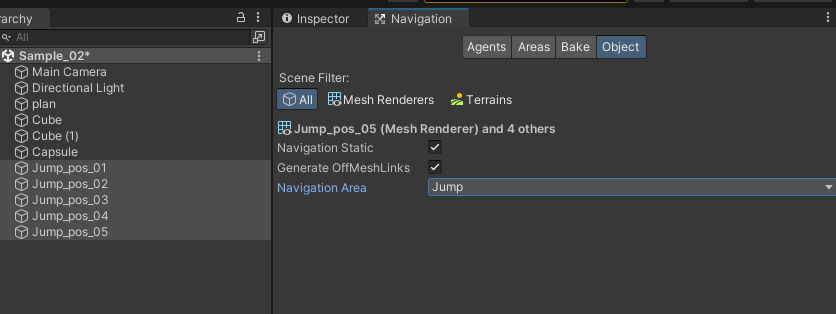 rarchy
Inspector
Navigation
All
Sample_02*
Main Camera
Directional Light
plan
Cube
Cube (1)
Capsule
Jump_pos_01
Jump_pos_02
Jump_pos_03
Jump_pos_04
Jump_pos_05
Agents Areas Bake Object
Scene Filter:
All Mesh Renderers Terrains
Jump_pos_05 (Mesh Renderer) and 4 others
Navigation Static
Generate OffMeshLinks
Navigation Area Jump